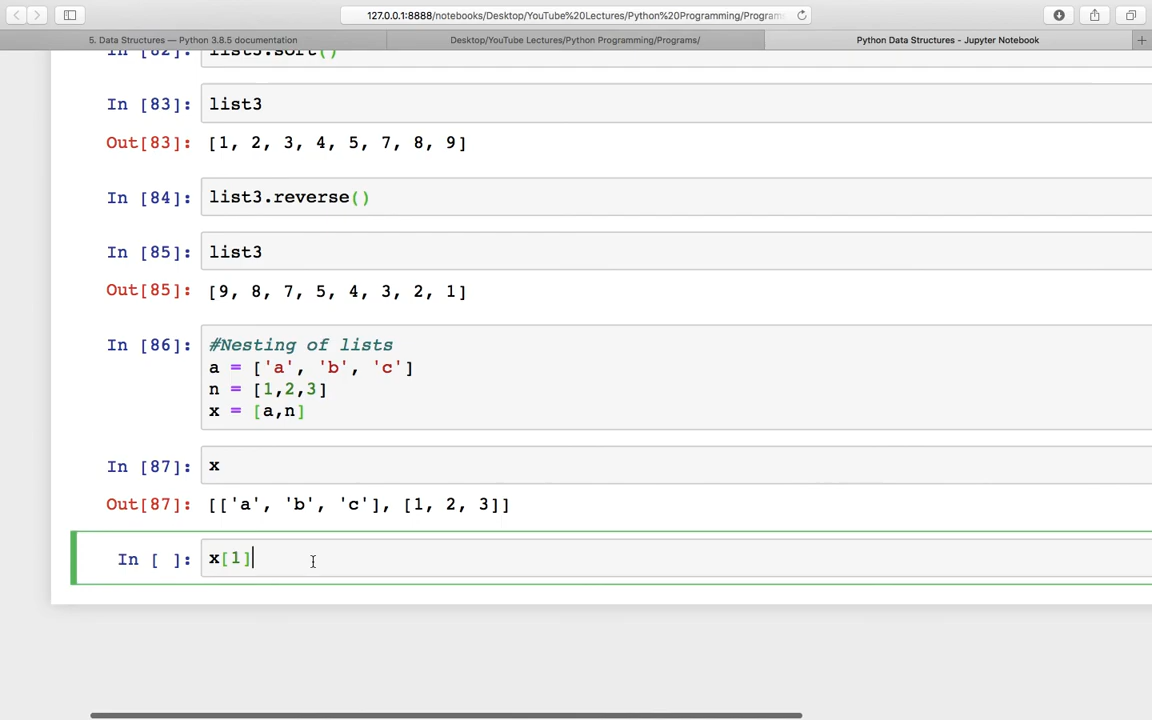 127.0.0.1:8888/notebooks/Desktop/YouTube%20Lectures/Python%20Programming/Program
5. Data Structures — Python 3.8.5 documentation
Desktop/YouTube Lectures/Python Programming/Programs/
Python Data Structures - Jupyter Notebook
In [82]: list3.sort()
In [83]: list3
Out[83]: [1, 2, 3, 4, 5, 7, 8, 9]
In [84]: list3.reverse()
In [85]: list3
Out[85]: [9, 8, 7, 5, 4, 3, 2, 1]
In [86]: #Nesting of lists
a = ['a', 'b', 'c']
n = [1,2,3]
x = [a,n]
In [87]: x
Out[87]: [['a', 'b', 'c'], [1, 2, 3]]
In [ ]: x[1]